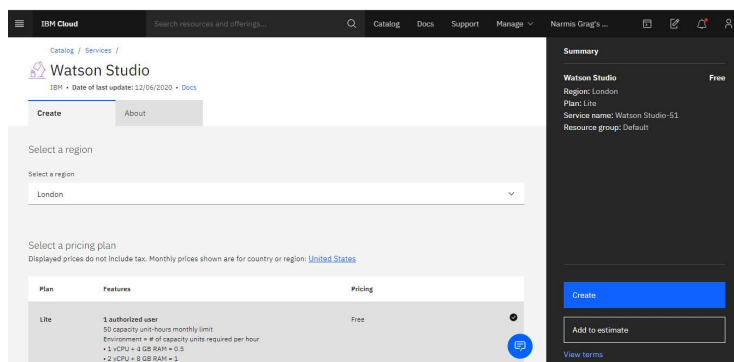 IBM Cloud
Search resources and offerings...
Catalog
Docs
Support
Manage
Narmis Grag's ...
Catalog / Services /
Watson Studio
IBM • Date of last update: 12/06/2020 • Docs
Create
About
Select a region
Select a region
London
Select a pricing plan
Displayed prices do not include tax. Monthly prices shown are for country or region: United States
Plan Features Pricing
Lite 1 authorized user Free
50 capacity unit-hours monthly limit
Environment = # of capacity units required per hour
• 1 vCPU + 4 GB RAM = 0.5
• 2 vCPU + 8 GB RAM = 1
Summary
Watson Studio Free
Region: London
Plan: Lite
Service name: Watson Studio-51
Resource group: Default
Create
Add to estimate
View terms